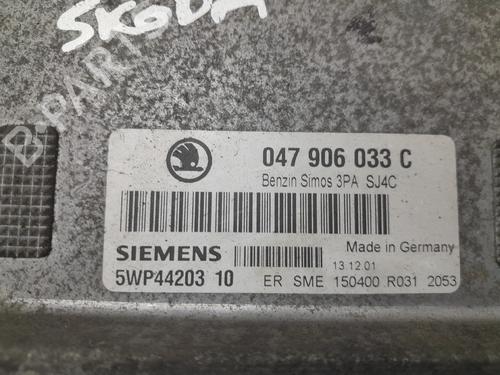 SKODA
B-PARTS
047 906 033 C
Benzin Simos 3PA SJ4C
SIEMENS
Made in Germany
13.12.01
5WP44203 10
ER SME 150400 R031 2053